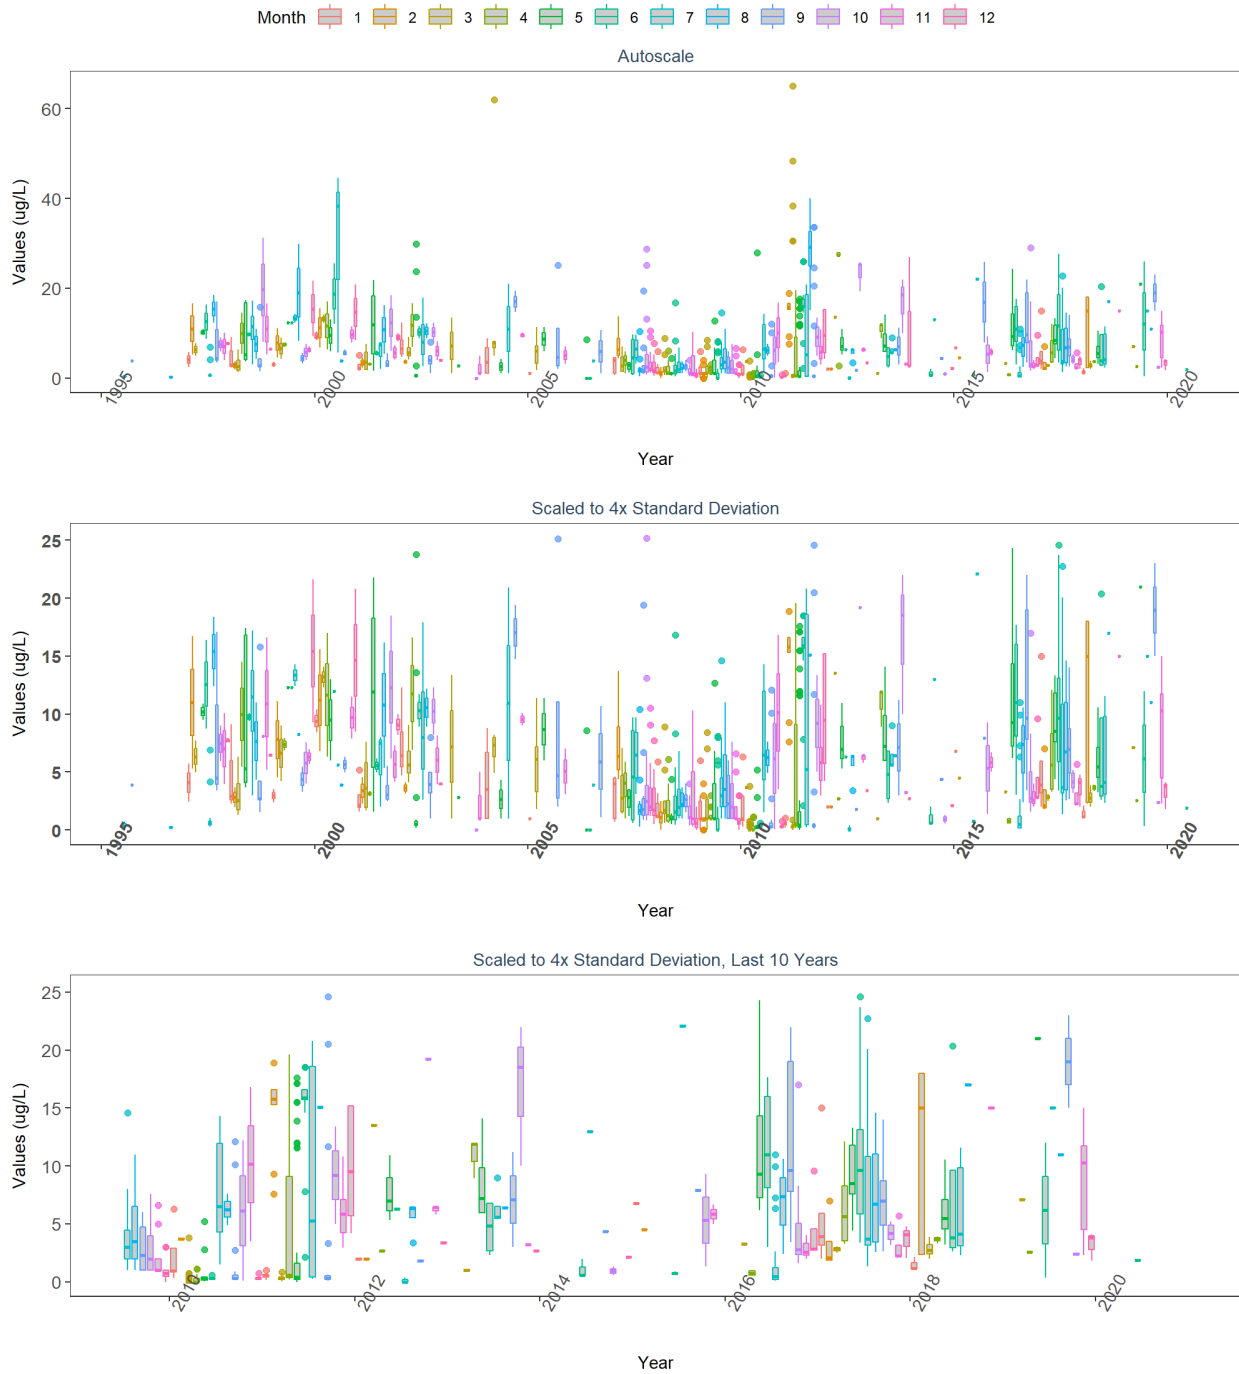 Month 1 2 3 4 5 6 7 8 9 10 11 12
Autoscale
Values (ug/L)
60
40
20
0
1995 2000 2005 2010 2015 2020
Year
Scaled to 4x Standard Deviation
Values (ug/L)
25
20
15
10
5
0
1995 2000 2005 2010 2015 2020
Year
Scaled to 4x Standard Deviation, Last 10 Years
Values (ug/L)
25
20
15
10
5
0
2010 2012 2014 2016 2018 2020
Year